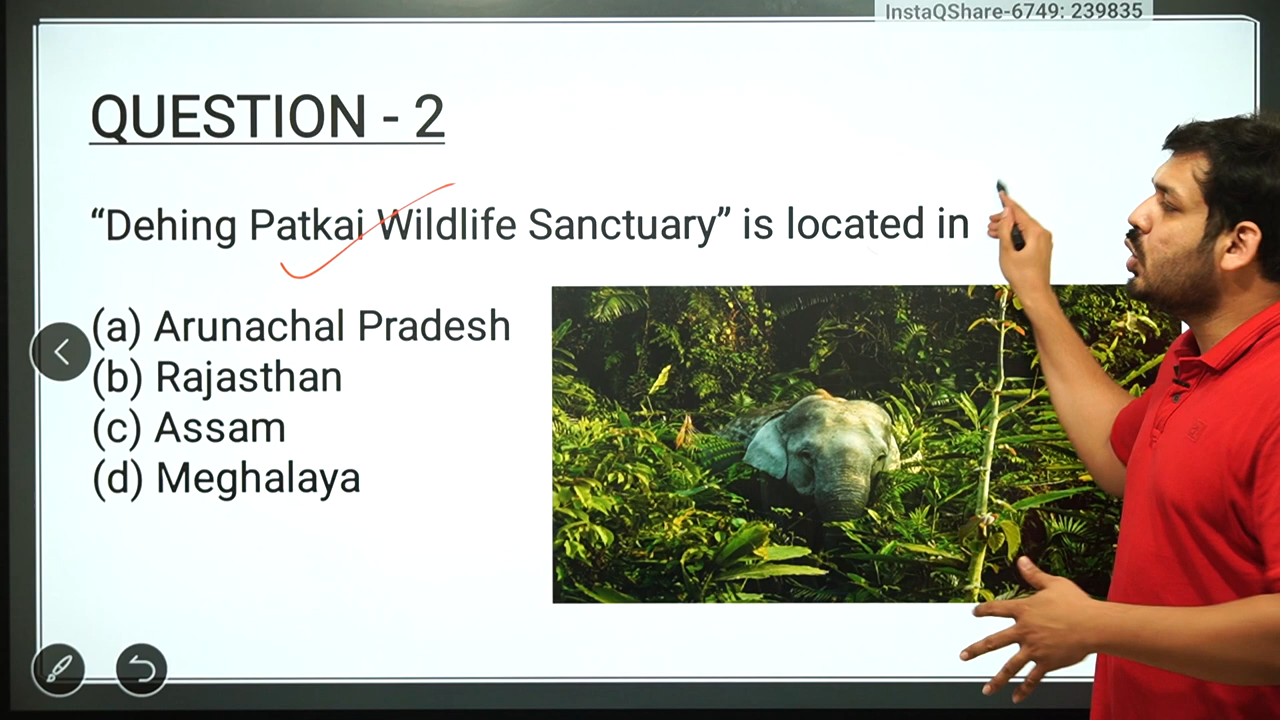 InstaQShare-6749: 239835
QUESTION - 2
“Dehing Patkai Wildlife Sanctuary” is located in
(a) Arunachal Pradesh
(b) Rajasthan
(c) Assam
(d) Meghalaya